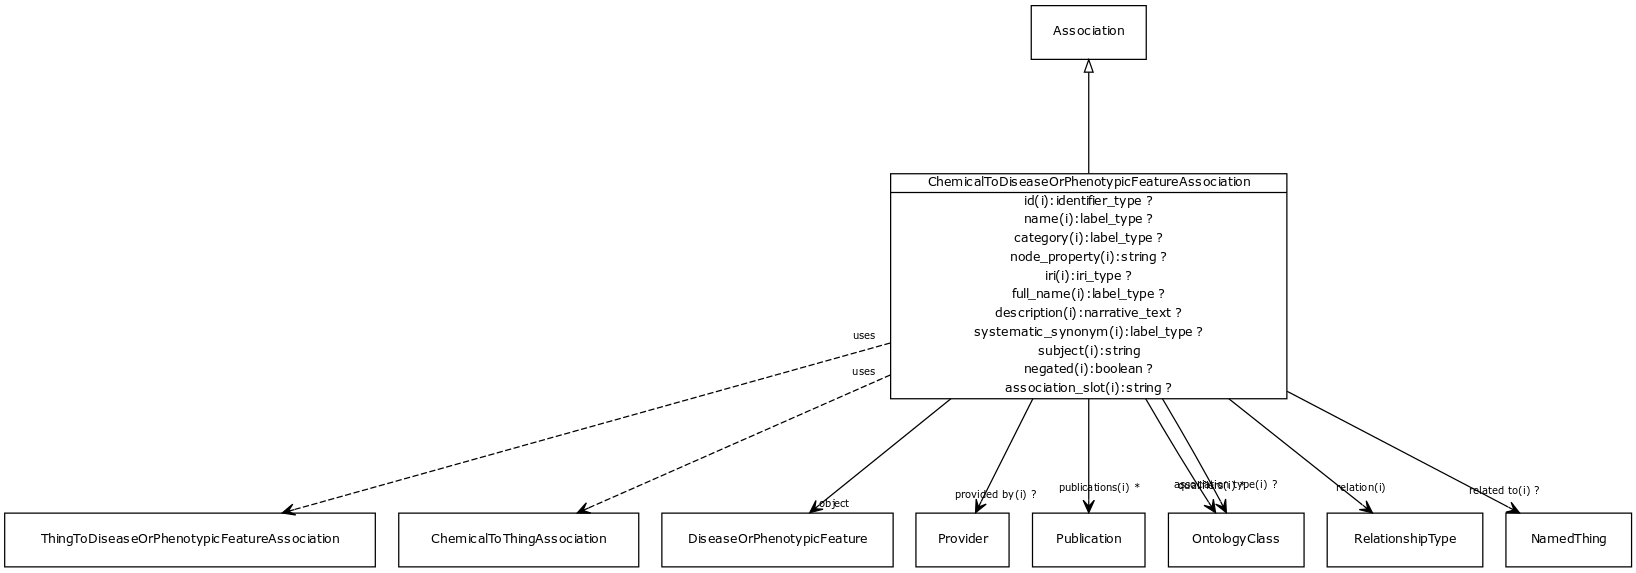 Association
ChemicalToDiseaseOrPhenotypicFeatureAssociation
id(i):identifier_type ?
name(i):label_type ?
category(i):label_type ?
node_property(i):string ?
iri(i):iri_type ?
full_name(i):label_type ?
description(i):narrative_text ?
systematic_synonym(i):label_type ?
subject(i):string
negated(i):boolean ?
association_slot(i):string ?
uses
uses
object
provided by(i) ?
publications(i) *
association type(i) ?
qualifiers(i) *
relation(i)
related to(i) ?
ThingToDiseaseOrPhenotypicFeatureAssociation
ChemicalToThingAssociation
DiseaseOrPhenotypicFeature
Provider
Publication
OntologyClass
RelationshipType
NamedThing